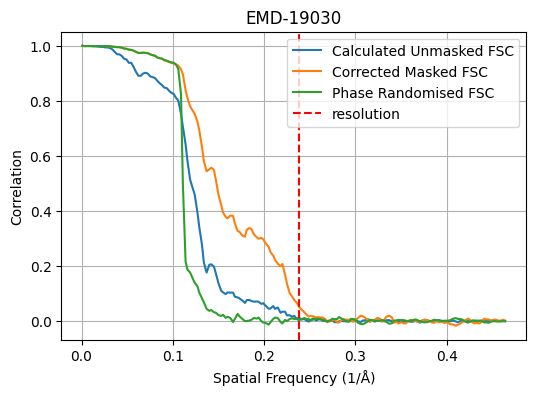 EMD-19030
Calculated Unmasked FSC
Corrected Masked FSC
Phase Randomised FSC
resolution
Correlation
1.0
0.8
0.6
0.4
0.2
0.0
0.0 0.1 0.2 0.3 0.4
Spatial Frequency (1/Å)